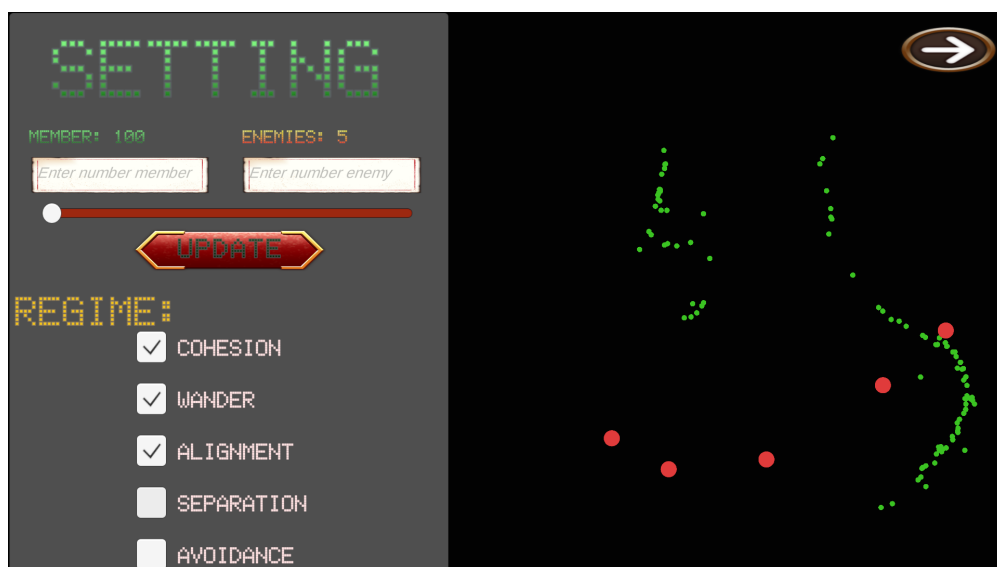 SETTING
MEMBER: 100 ENEMIES: 5
Enter number member Enter number enemy
UPDATE
REGIME:
COHESION
WANDER
ALIGNMENT
SEPARATION
AVOIDANCE